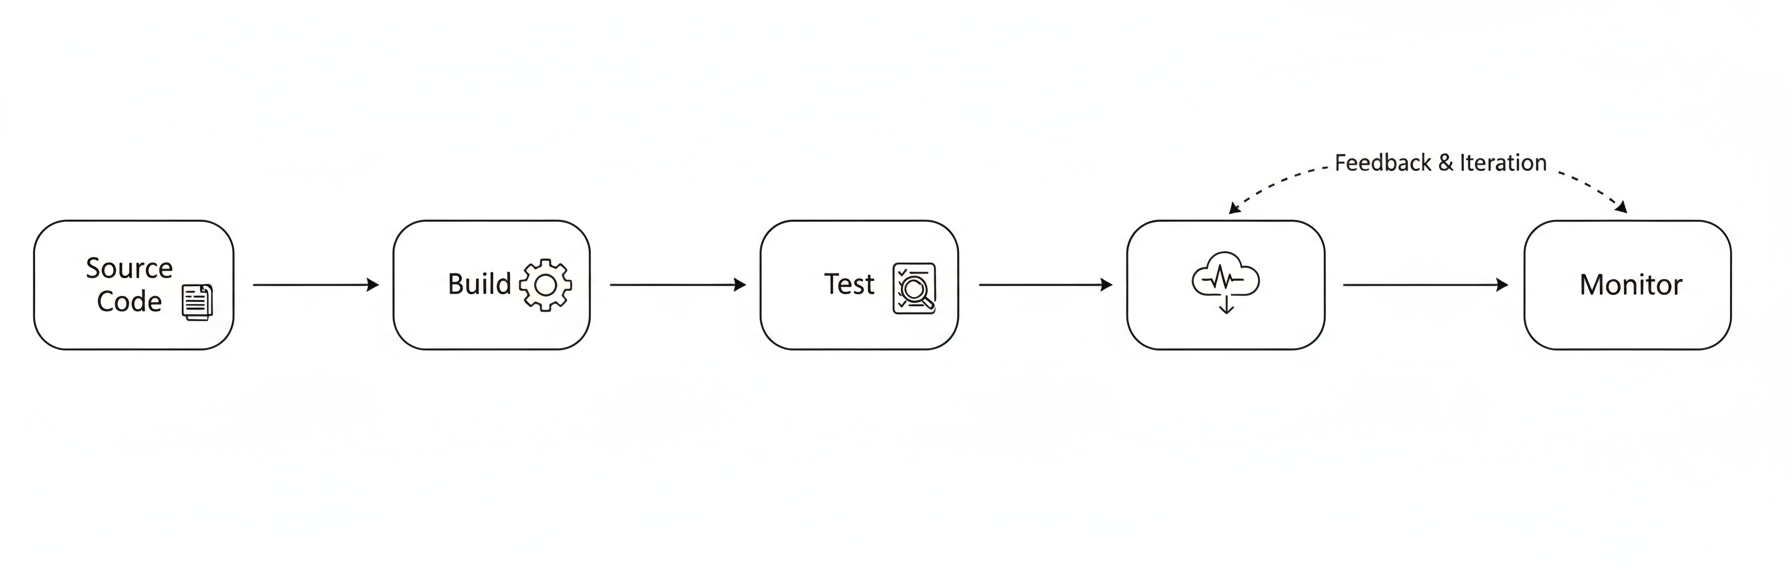 Feedback & Iteration
Source
Code
Build
Test
Monitor